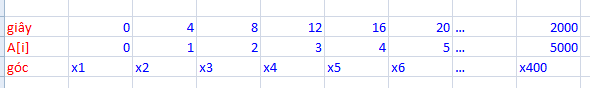 giây 0 4 8 12 16 20 ... 2000
A[i] 0 1 2 3 4 5 ... 5000
góc x1 x2 x3 x4 x5 x6 ... x400